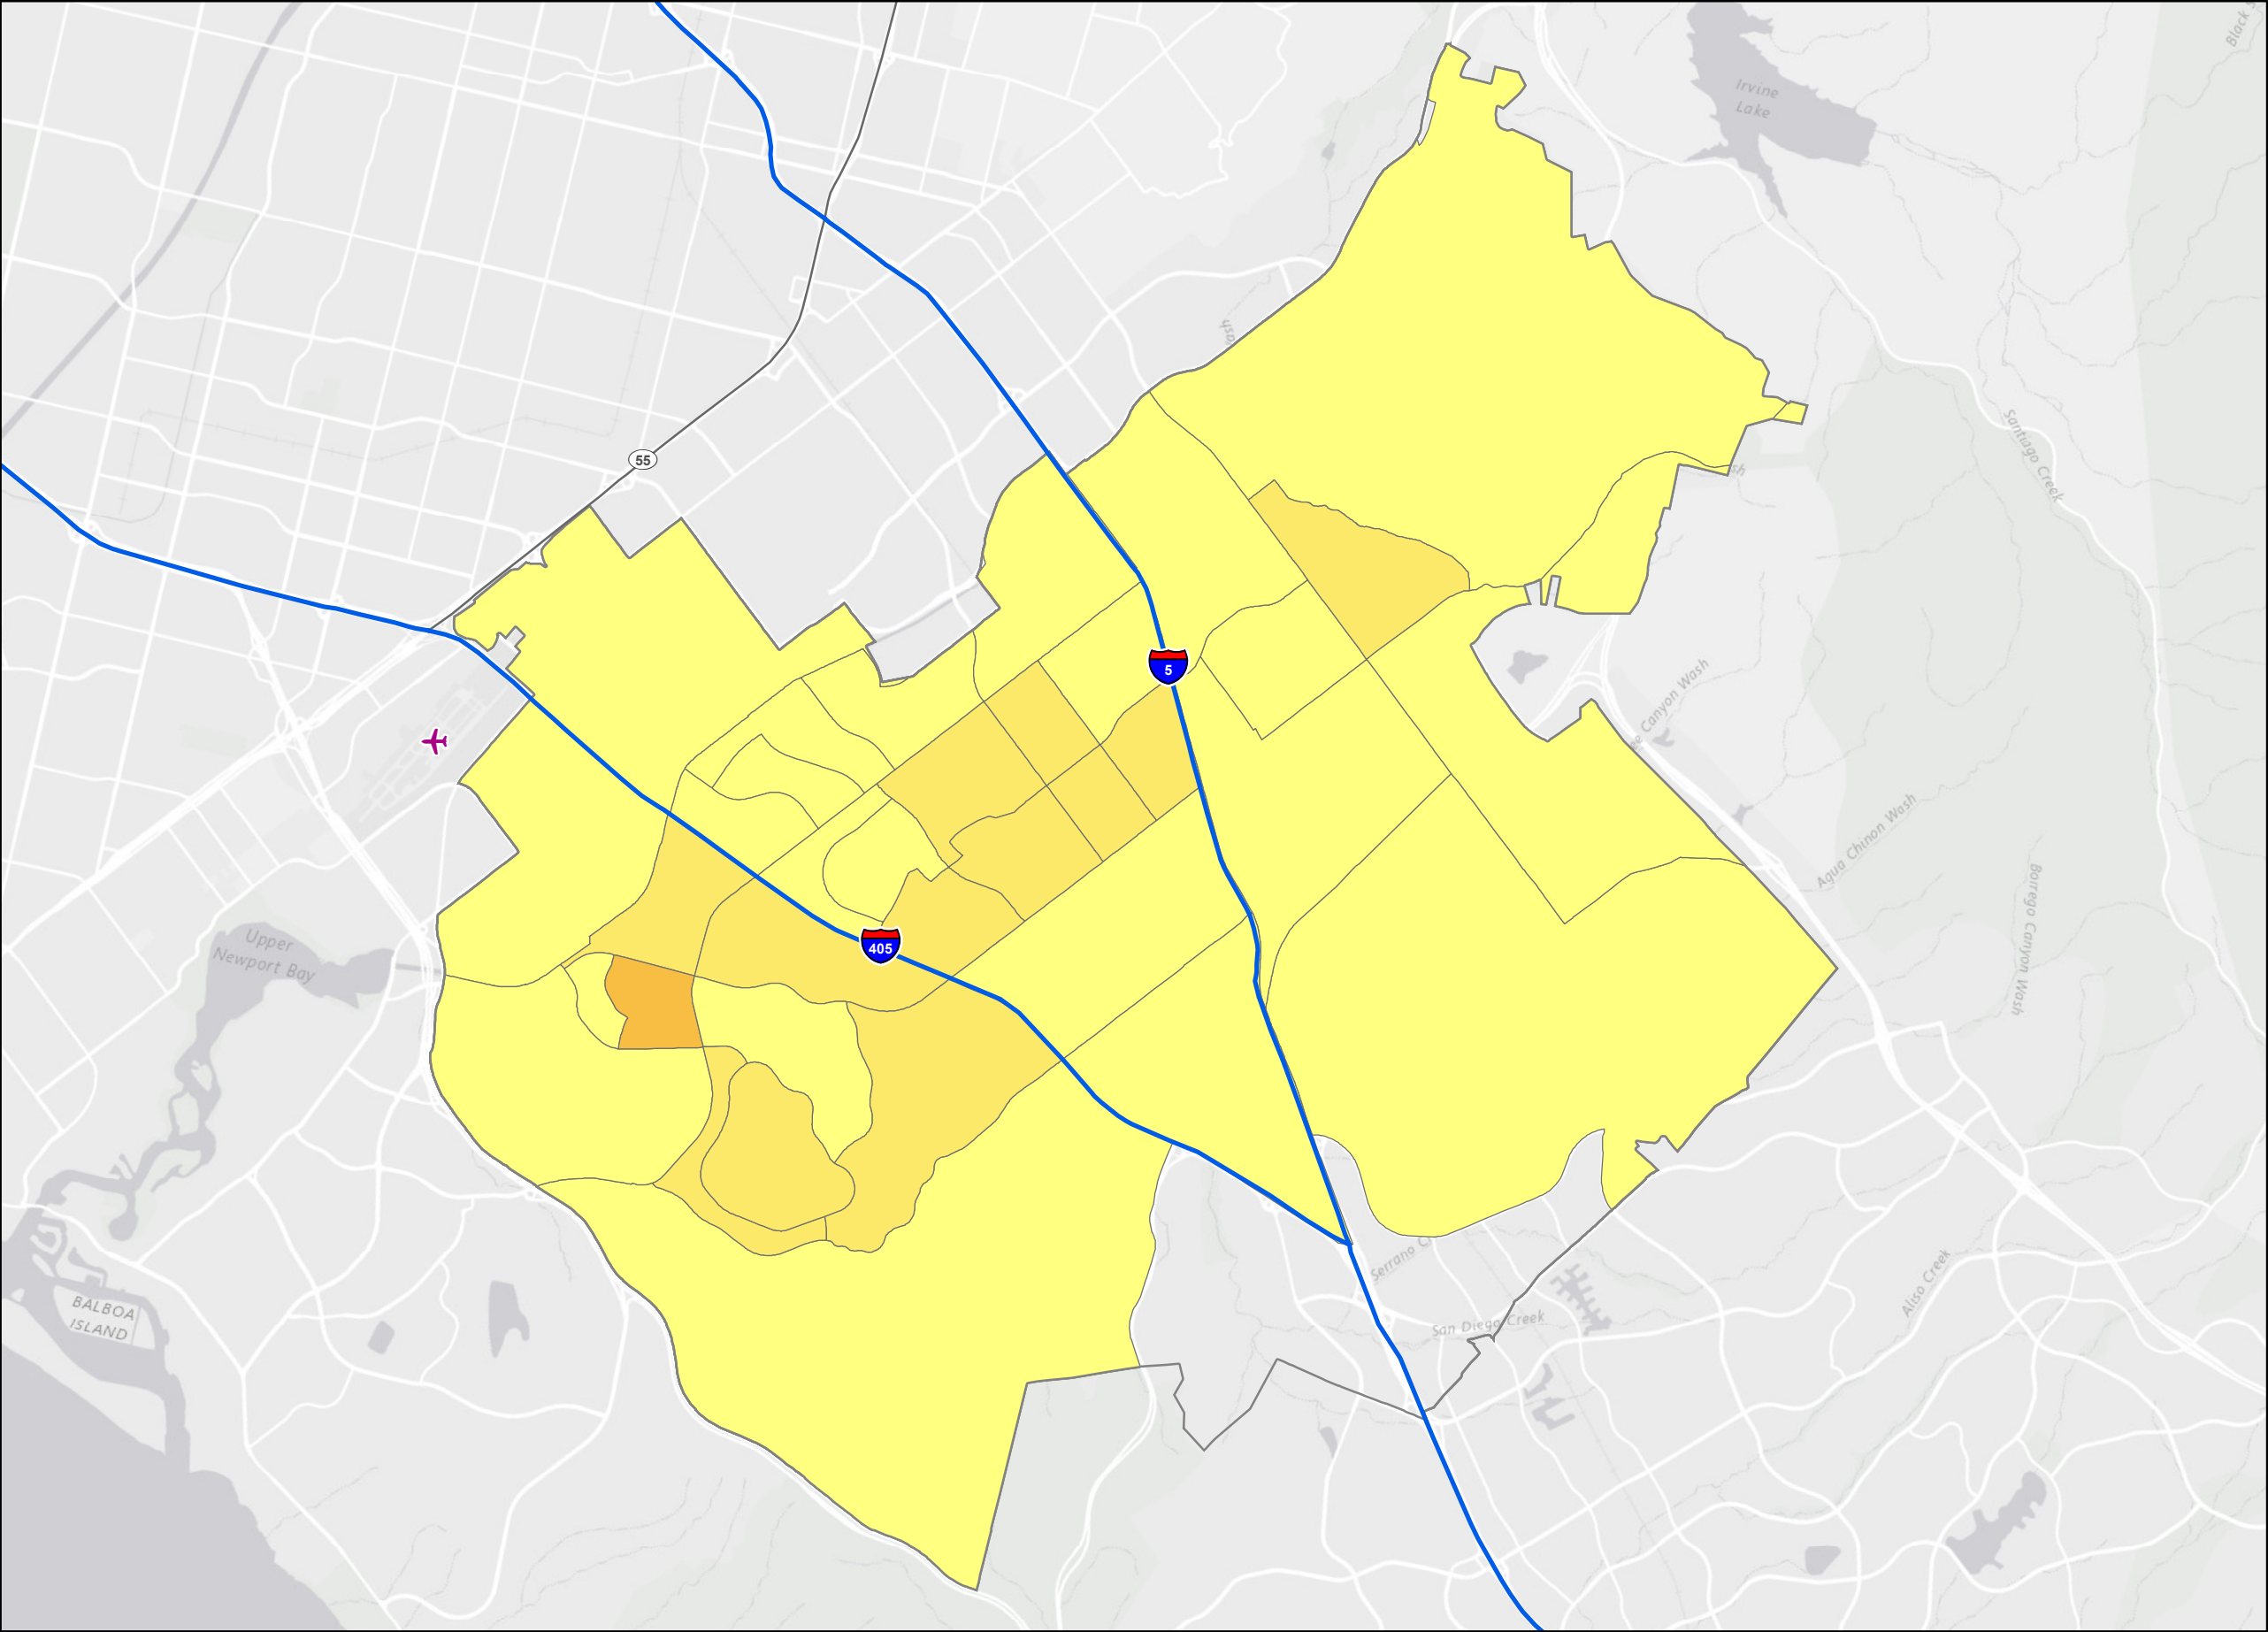 Irvine
Lake
Santiago Creek
55
5
Canyon Wash
Agua Chinon Wash
Borrego Canyon Wash
405
Upper
Newport Bay
Serrano
San Diego Creek
Aliso Creek
BALBOA
ISLAND